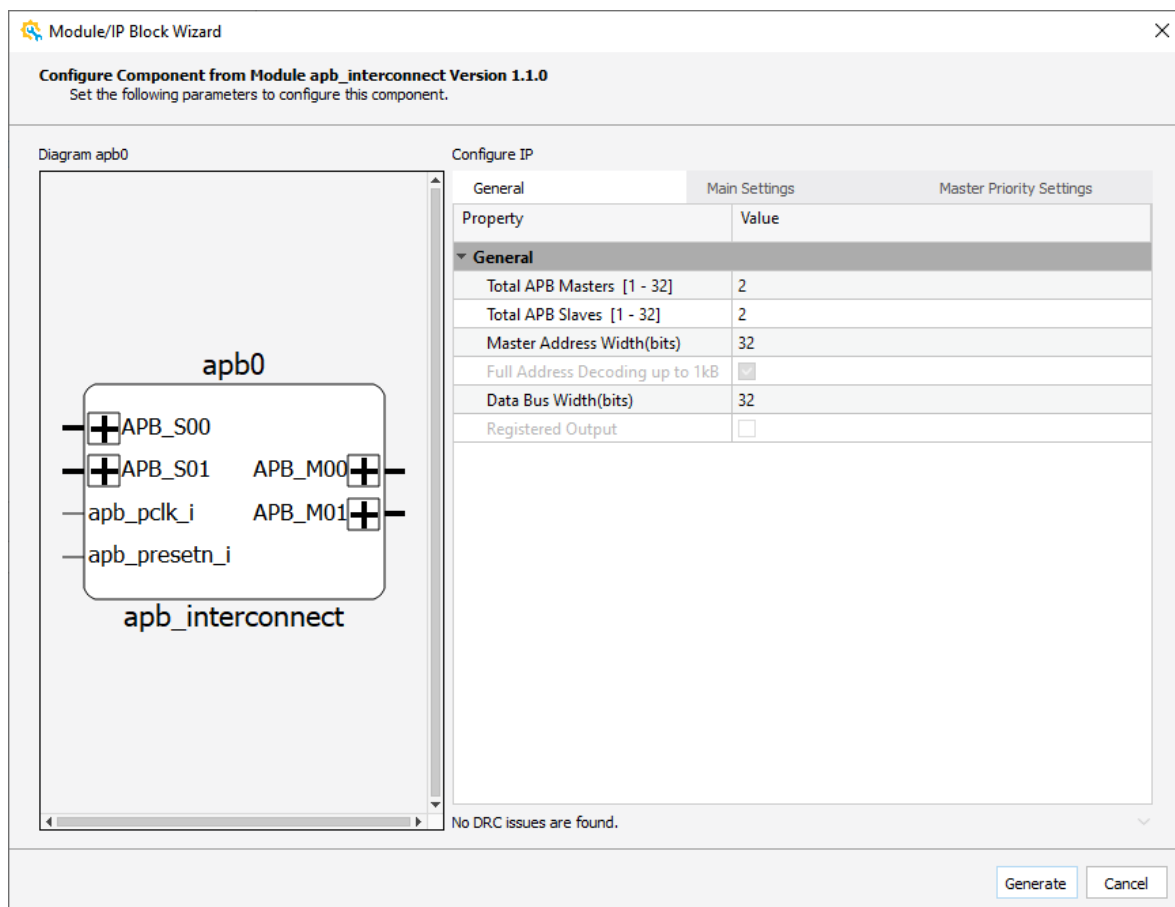 Module/IP Block Wizard
Configure Component from Module apb_interconnect Version 1.1.0
Set the following parameters to configure this component.
Diagram apb0
apb0
APB_S00
APB_S01 APB_M00
apb_pclk_i APB_M01
apb_presetn_i
apb_interconnect
Configure IP
General Main Settings Master Priority Settings
Property Value
General
Total APB Masters [1 - 32] 2
Total APB Slaves [1 - 32] 2
Master Address Width(bits) 32
Full Address Decoding up to 1kB
Data Bus Width(bits) 32
Registered Output
No DRC issues are found.
Generate Cancel